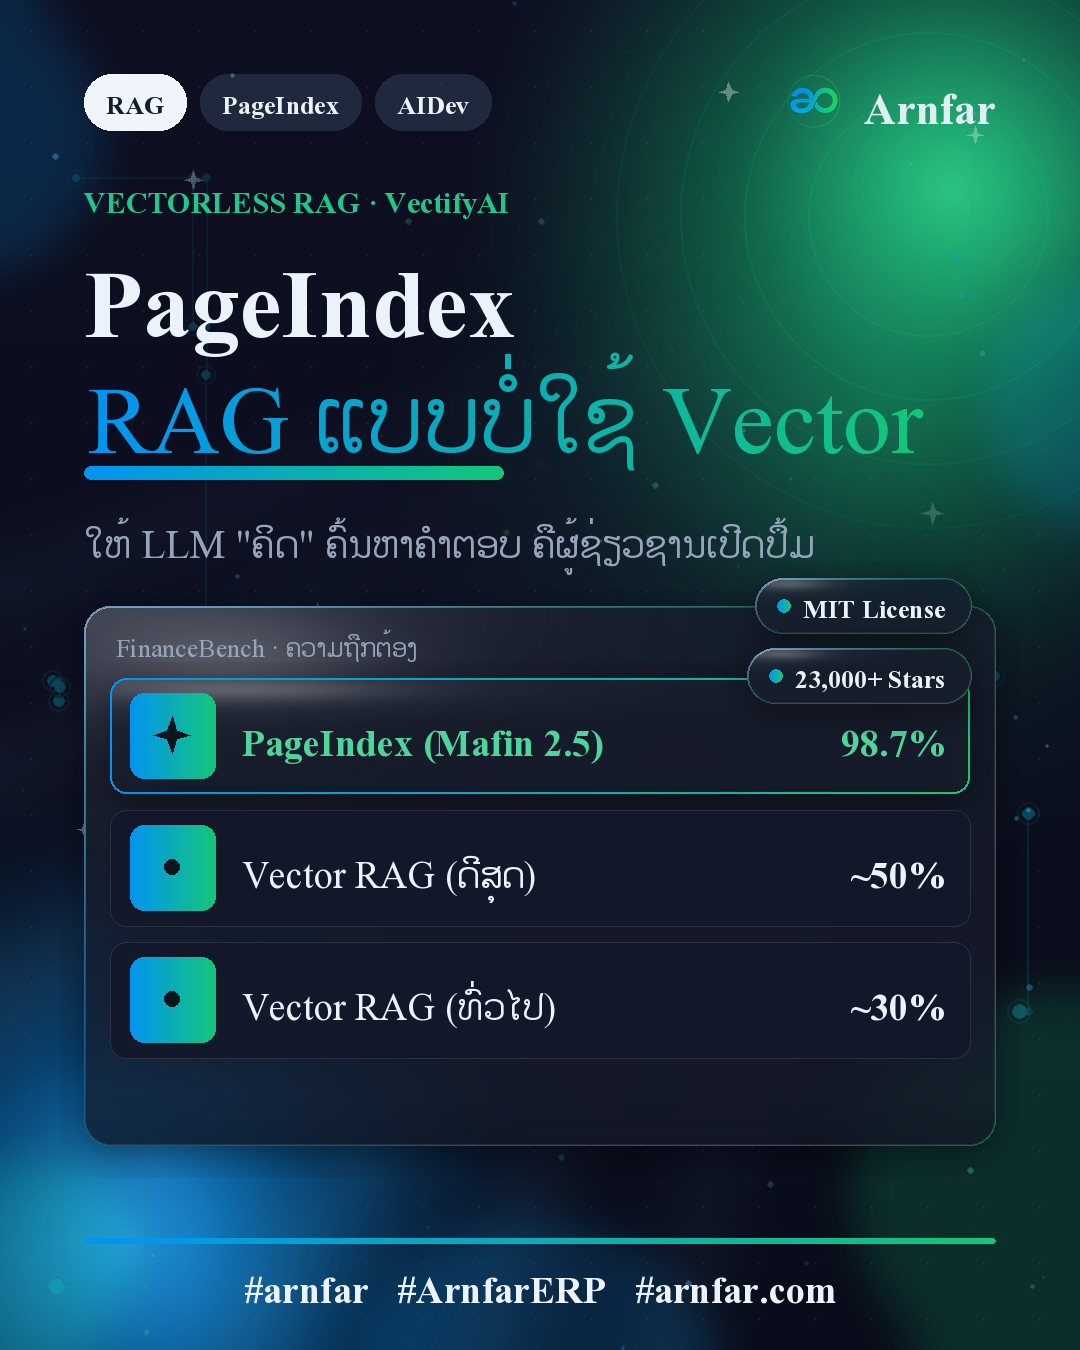 RAG PageIndex AIDev
Arnfar
VECTORLESS RAG · VectifyAI
PageIndex
RAG ແບບບໍ່ໃຊ້ Vector
ໃຫ້ LLM "ຄິດ" ຄົ້ນຫາຄຳຕອບ ຄືຜູ້ຊ່ຽວຊານເປີດປື້ມ
MIT License
FinanceBench · ຄວາມຖືກຕ້ອງ
23,000+ Stars
PageIndex (Mafin 2.5) 98.7%
Vector RAG (ດີສຸດ) ~50%
Vector RAG (ທົ່ວໄປ) ~30%
#arnfar #ArnfarERP #arnfar.com